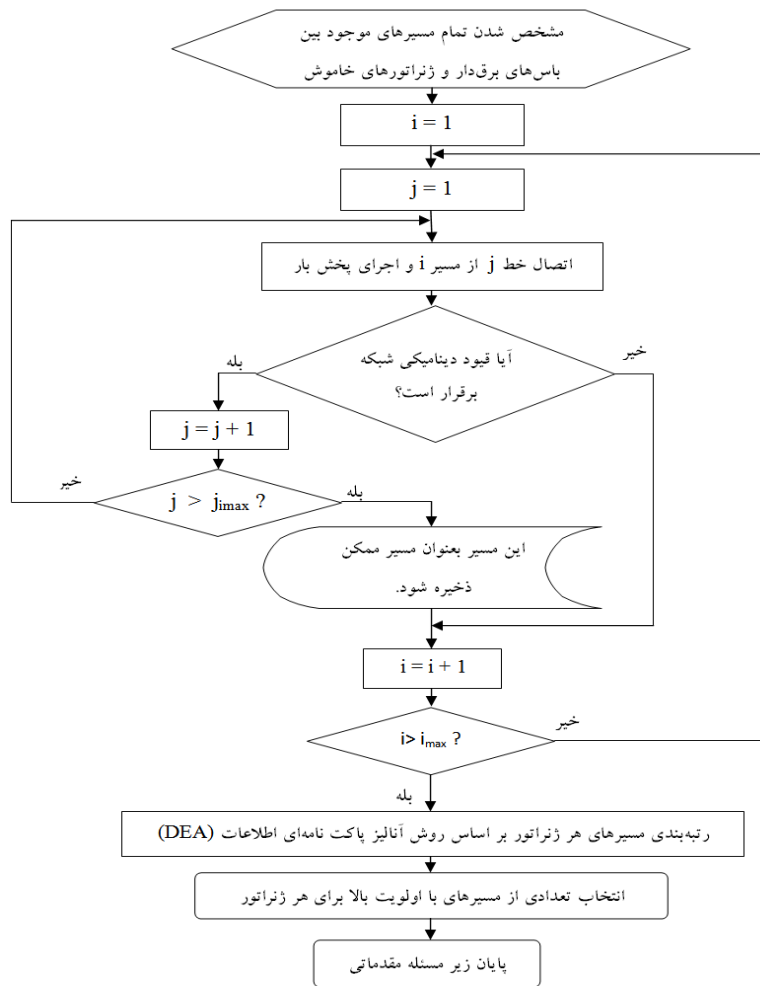 مشخص شدن تمام مسیرهای موجود بین
باس‌های برق‌دار و ژنراتورهای خاموش
i = 1
j = 1
اتصال خط j از مسیر i و اجرای پخش بار
آیا قیود دینامیکی شبکه
برقرار است؟
خیر
بله
j = j + 1
j > jimax ?
خیر
بله
این مسیر بعنوان مسیر ممکن
ذخیره شود.
i = i + 1
i> imax ?
خیر
بله
رتبه‌بندی مسیرهای هر ژنراتور بر اساس روش آنالیز پاکت نامه‌ای اطلاعات (DEA)
انتخاب تعدادی از مسیرهای با اولویت بالا برای هر ژنراتور
پایان زیر مسئله مقدماتی